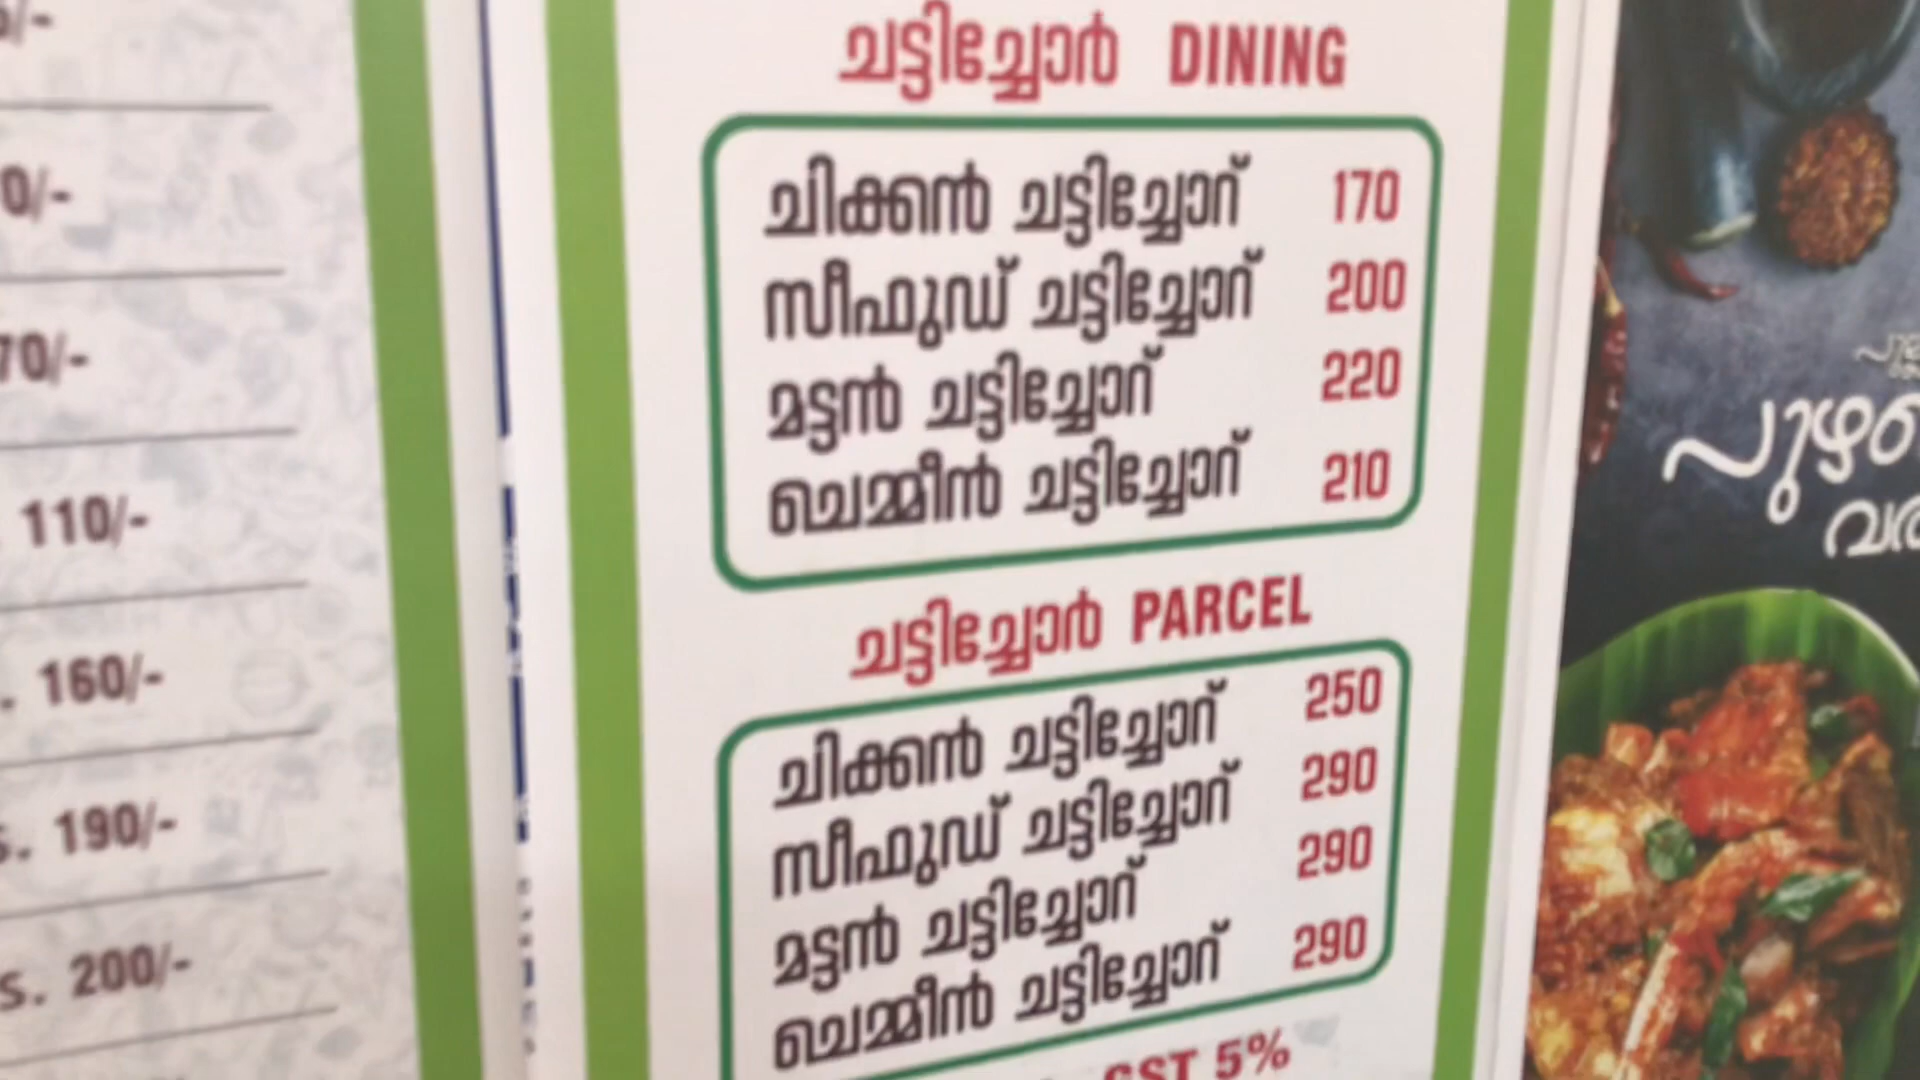 0/-
70/-
110/-
. 160/-
s. 190/-
s. 200/-
ചട്ടിച്ചോർ DINING
ചിക്കൻ ചട്ടിച്ചോറ് 170
സീഫുഡ് ചട്ടിച്ചോറ് 200
മട്ടൻ ചട്ടിച്ചോറ് 220
ചെമ്മീൻ ചട്ടിച്ചോറ് 210
ചട്ടിച്ചോർ PARCEL
ചിക്കൻ ചട്ടിച്ചോറ് 250
സീഫുഡ് ചട്ടിച്ചോറ് 290
മട്ടൻ ചട്ടിച്ചോറ് 290
ചെമ്മീൻ ചട്ടിച്ചോറ് 290
GST 5%